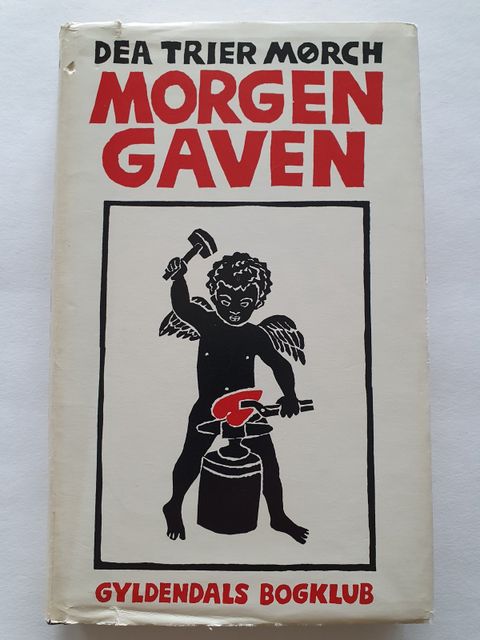 DEA TRIER MØRCH
MORGEN
GAVEN
GYLDENDALS BOGKLUB